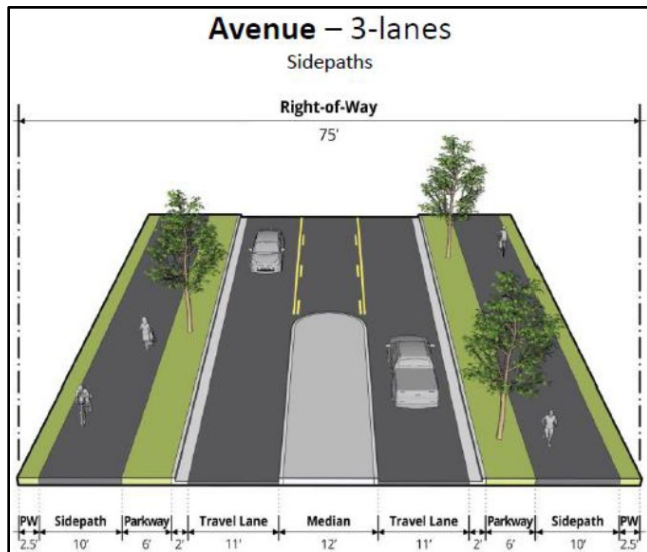 Avenue – 3-lanes
Sidepaths
Right-of-Way
75'
PW Sidepath Parkway Travel Lane Median Travel Lane Parkway Sidepath PW
2.5' 10' 6' 2' 11' 12' 11' 2' 6' 10' 2.5'